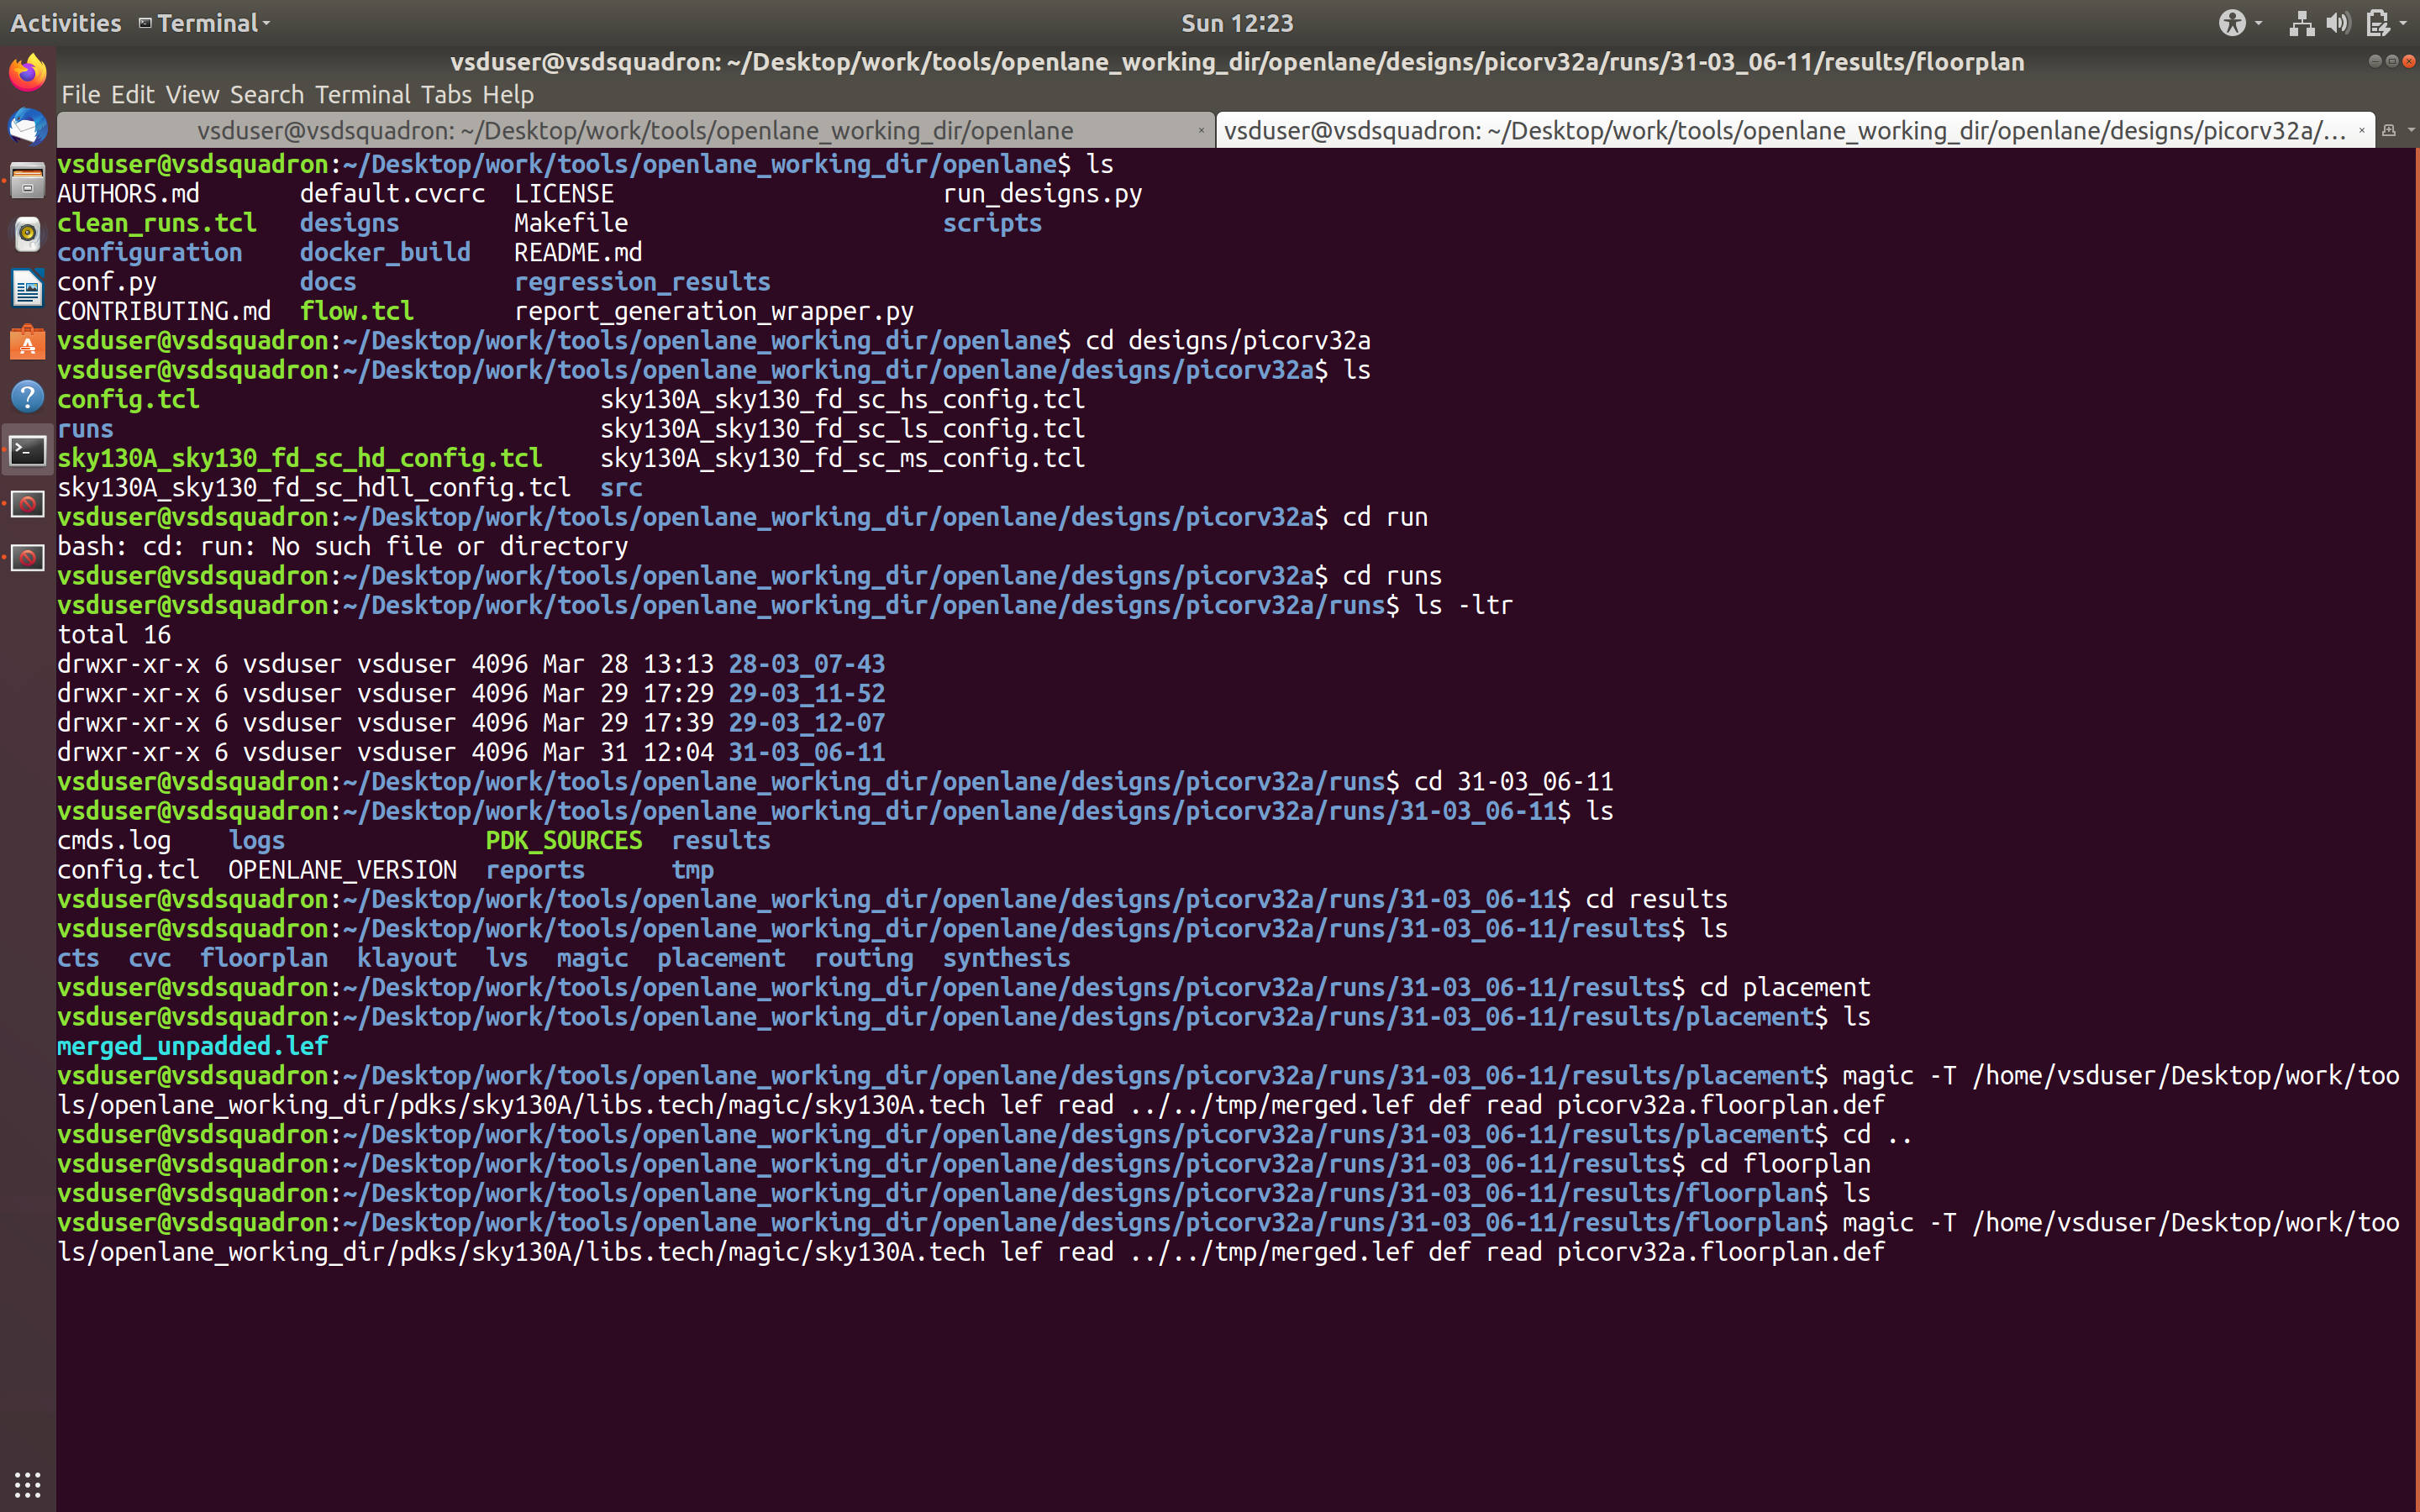 Activities Terminal Sun 12:23
vsduser@vsdsquadron: ~/Desktop/work/tools/openlane_working_dir/openlane/designs/picorv32a/runs/31-03_06-11/results/floorplan
File Edit View Search Terminal Tabs Help
vsduser@vsdsquadron: ~/Desktop/work/tools/openlane_working_dir/openlane × vsduser@vsdsquadron: ~/Desktop/work/tools/openlane_working_dir/openlane/designs/picorv32a/... ×
vsduser@vsdsquadron:~/Desktop/work/tools/openlane_working_dir/openlane$ ls
AUTHORS.md default.cvcrc LICENSE run_designs.py
clean_runs.tcl designs Makefile scripts
configuration docker_build README.md
conf.py docs regression_results
CONTRIBUTING.md flow.tcl report_generation_wrapper.py
vsduser@vsdsquadron:~/Desktop/work/tools/openlane_working_dir/openlane$ cd designs/picorv32a
vsduser@vsdsquadron:~/Desktop/work/tools/openlane_working_dir/openlane/designs/picorv32a$ ls
config.tcl sky130A_sky130_fd_sc_hs_config.tcl
runs sky130A_sky130_fd_sc_ls_config.tcl
sky130A_sky130_fd_sc_hd_config.tcl sky130A_sky130_fd_sc_ms_config.tcl
sky130A_sky130_fd_sc_hdll_config.tcl src
vsduser@vsdsquadron:~/Desktop/work/tools/openlane_working_dir/openlane/designs/picorv32a$ cd run
bash: cd: run: No such file or directory
vsduser@vsdsquadron:~/Desktop/work/tools/openlane_working_dir/openlane/designs/picorv32a$ cd runs
vsduser@vsdsquadron:~/Desktop/work/tools/openlane_working_dir/openlane/designs/picorv32a/runs$ ls -ltr
total 16
drwxr-xr-x 6 vsduser vsduser 4096 Mar 28 13:13 28-03_07-43
drwxr-xr-x 6 vsduser vsduser 4096 Mar 29 17:29 29-03_11-52
drwxr-xr-x 6 vsduser vsduser 4096 Mar 29 17:39 29-03_12-07
drwxr-xr-x 6 vsduser vsduser 4096 Mar 31 12:04 31-03_06-11
vsduser@vsdsquadron:~/Desktop/work/tools/openlane_working_dir/openlane/designs/picorv32a/runs$ cd 31-03_06-11
vsduser@vsdsquadron:~/Desktop/work/tools/openlane_working_dir/openlane/designs/picorv32a/runs/31-03_06-11$ ls
cmds.log logs PDK_SOURCES results
config.tcl OPENLANE_VERSION reports tmp
vsduser@vsdsquadron:~/Desktop/work/tools/openlane_working_dir/openlane/designs/picorv32a/runs/31-03_06-11$ cd results
vsduser@vsdsquadron:~/Desktop/work/tools/openlane_working_dir/openlane/designs/picorv32a/runs/31-03_06-11/results$ ls
cts cvc floorplan klayout lvs magic placement routing synthesis
vsduser@vsdsquadron:~/Desktop/work/tools/openlane_working_dir/openlane/designs/picorv32a/runs/31-03_06-11/results$ cd placement
vsduser@vsdsquadron:~/Desktop/work/tools/openlane_working_dir/openlane/designs/picorv32a/runs/31-03_06-11/results/placement$ ls
merged_unpadded.lef
vsduser@vsdsquadron:~/Desktop/work/tools/openlane_working_dir/openlane/designs/picorv32a/runs/31-03_06-11/results/placement$ magic -T /home/vsduser/Desktop/work/too
ls/openlane_working_dir/pdks/sky130A/libs.tech/magic/sky130A.tech lef read ../../tmp/merged.lef def read picorv32a.floorplan.def
vsduser@vsdsquadron:~/Desktop/work/tools/openlane_working_dir/openlane/designs/picorv32a/runs/31-03_06-11/results/placement$ cd ..
vsduser@vsdsquadron:~/Desktop/work/tools/openlane_working_dir/openlane/designs/picorv32a/runs/31-03_06-11/results$ cd floorplan
vsduser@vsdsquadron:~/Desktop/work/tools/openlane_working_dir/openlane/designs/picorv32a/runs/31-03_06-11/results/floorplan$ ls
vsduser@vsdsquadron:~/Desktop/work/tools/openlane_working_dir/openlane/designs/picorv32a/runs/31-03_06-11/results/floorplan$ magic -T /home/vsduser/Desktop/work/too
ls/openlane_working_dir/pdks/sky130A/libs.tech/magic/sky130A.tech lef read ../../tmp/merged.lef def read picorv32a.floorplan.def